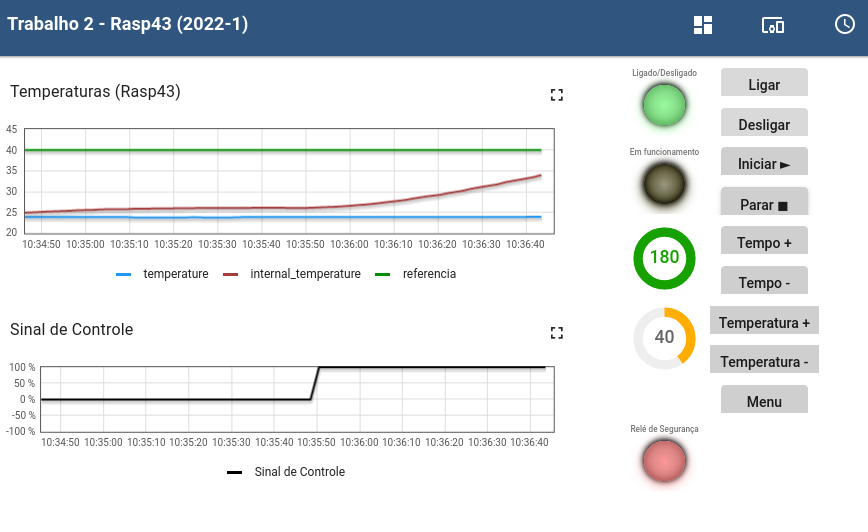 Trabalho 2 - Rasp43 (2022-1)
Temperaturas (Rasp43)
45
40
35
30
25
20
10:34:50 10:35:00 10:35:10 10:35:20 10:35:30 10:35:40 10:35:50 10:36:00 10:36:10 10:36:20 10:36:30 10:36:40
temperature internal_temperature referencia
Sinal de Controle
100 %
50 %
0 %
-50 %
-100 %
10:34:50 10:35:00 10:35:10 10:35:20 10:35:30 10:35:40 10:35:50 10:36:00 10:36:10 10:36:20 10:36:30 10:36:40
Sinal de Controle
Ligado/Desligado
Em funcionamento
180
40
Relé de Segurança
Ligar
Desligar
Iniciar ►
Parar ■
Tempo +
Tempo -
Temperatura +
Temperatura -
Menu